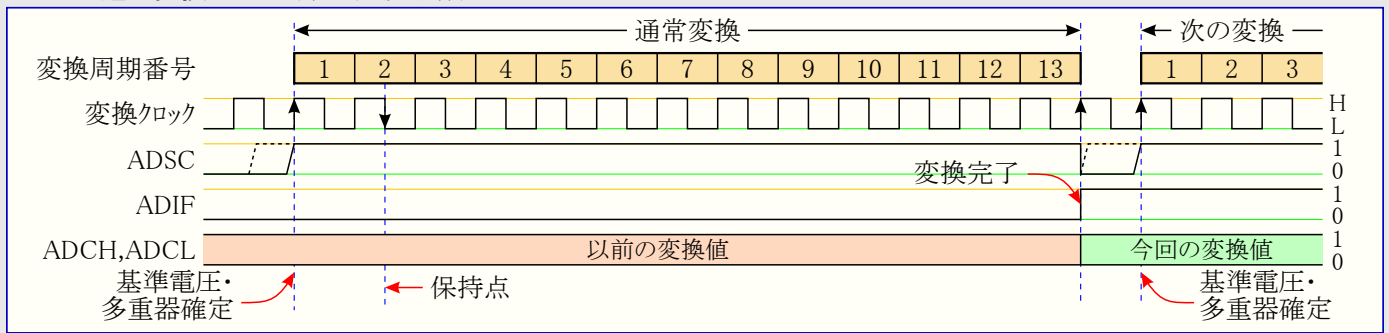 通常変換
次の変換
変換周期番号
1 2 3 4 5 6 7 8 9 10 11 12 13
1 2 3
変換クロック
H
L
ADSC
1
0
変換完了
ADIF
1
0
ADCH,ADCL
以前の変換値
今回の変換値
1
0
基準電圧・
多重器確定
保持点
基準電圧・
多重器確定